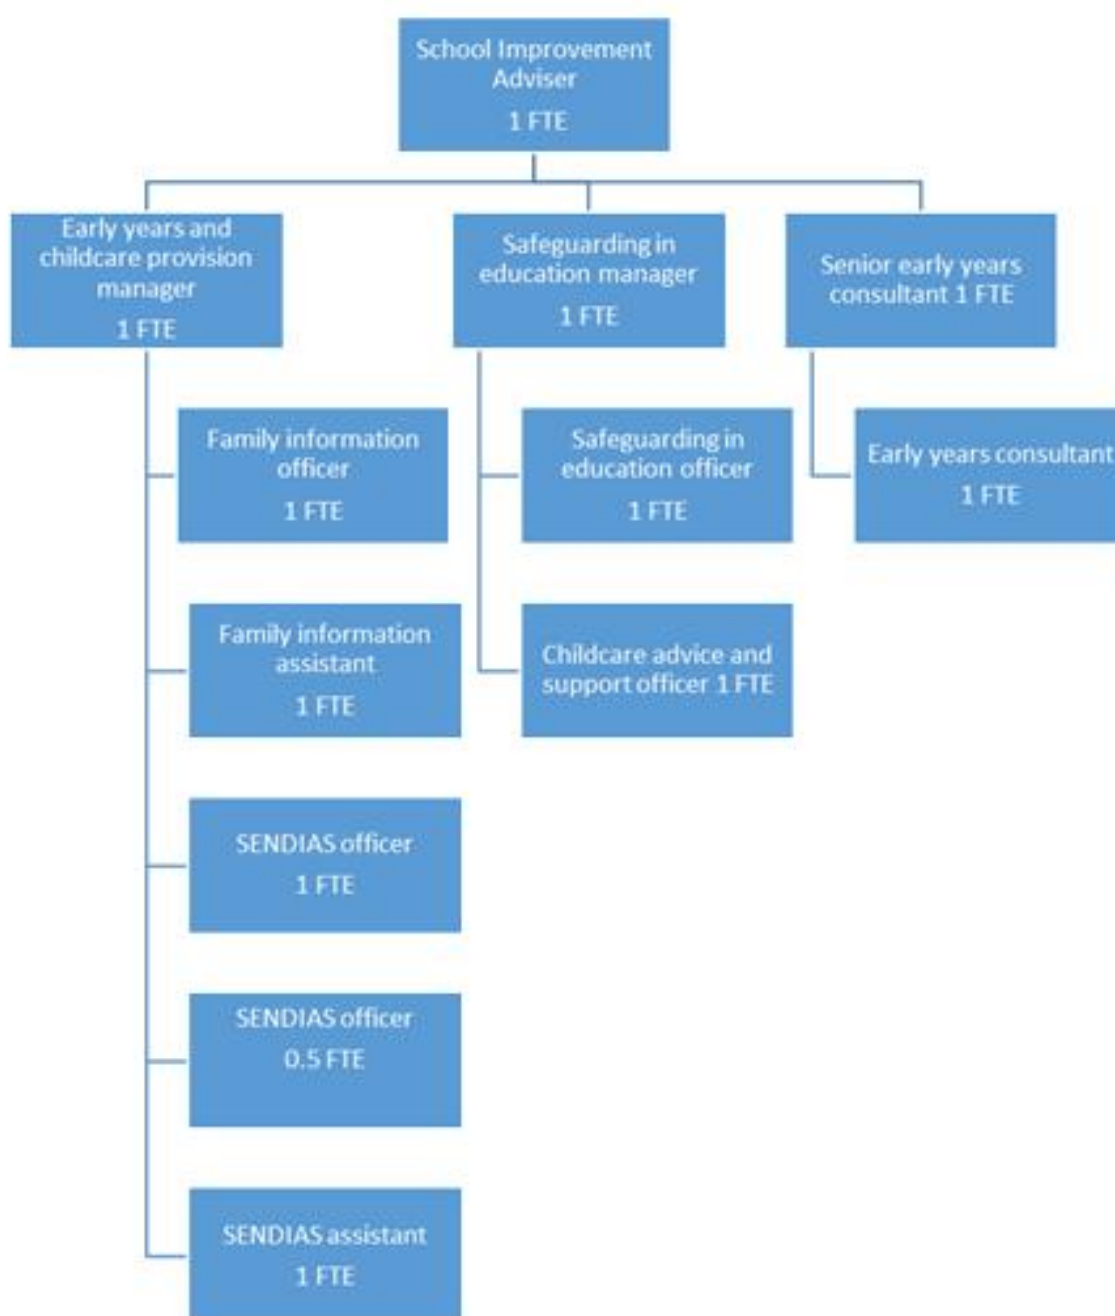 School Improvement
Adviser
1 FTE
Early years and
childcare provision
manager
1 FTE
Safeguarding in
education manager
1 FTE
Senior early years
consultant 1 FTE
Family information
officer
1 FTE
Safeguarding in
education officer
1 FTE
Early years consultant
1 FTE
Family information
assistant
1 FTE
Childcare advice and
support officer 1 FTE
SENDIAS officer
1 FTE
SENDIAS officer
0.5 FTE
SENDIAS assistant
1 FTE